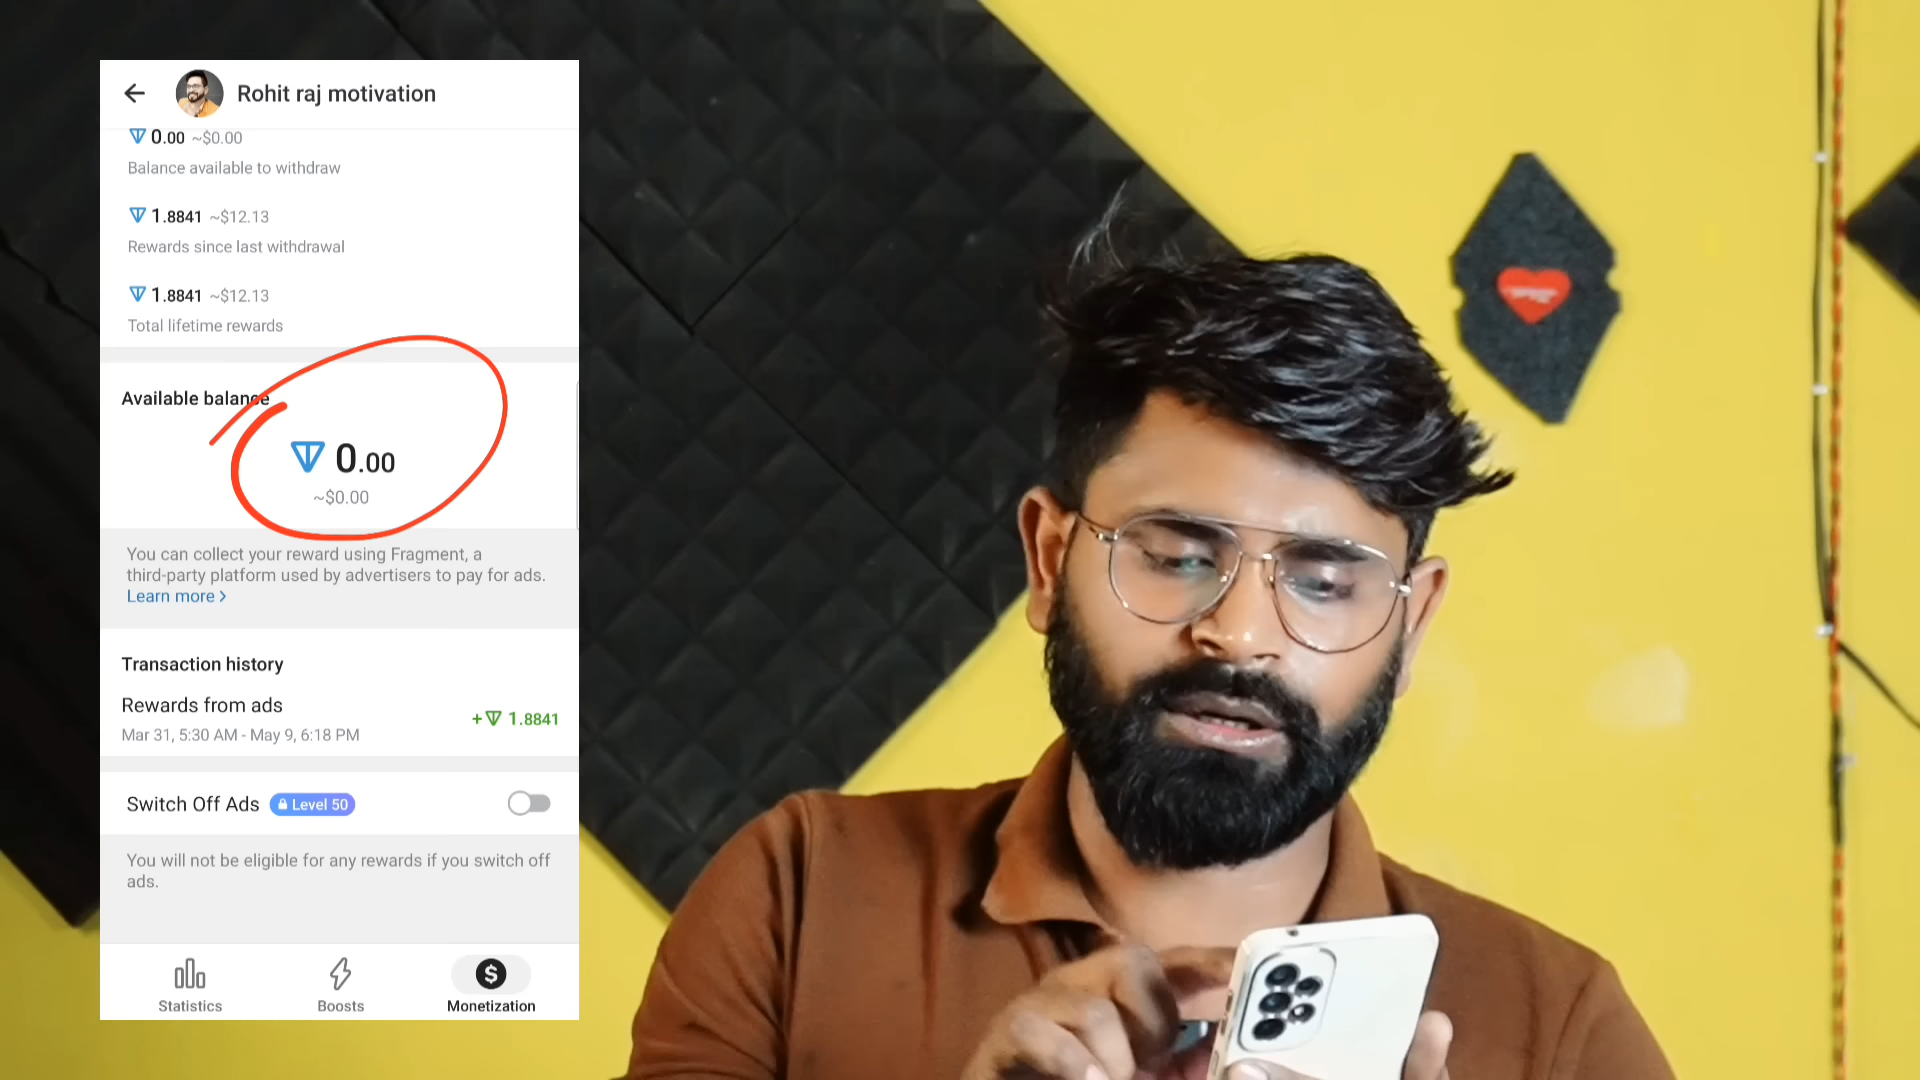 Rohit raj motivation
0.00 ~$0.00
Balance available to withdraw
1.8841 ~$12.13
Rewards since last withdrawal
1.8841 ~$12.13
Total lifetime rewards
Available balance
0.00
~$0.00
You can collect your reward using Fragment, a
third-party platform used by advertisers to pay for ads.
Learn more >
Transaction history
Rewards from ads
+ 1.8841
Mar 31, 5:30 AM - May 9, 6:18 PM
Switch Off Ads Level 50
You will not be eligible for any rewards if you switch off
ads.
Statistics
Boosts
Monetization